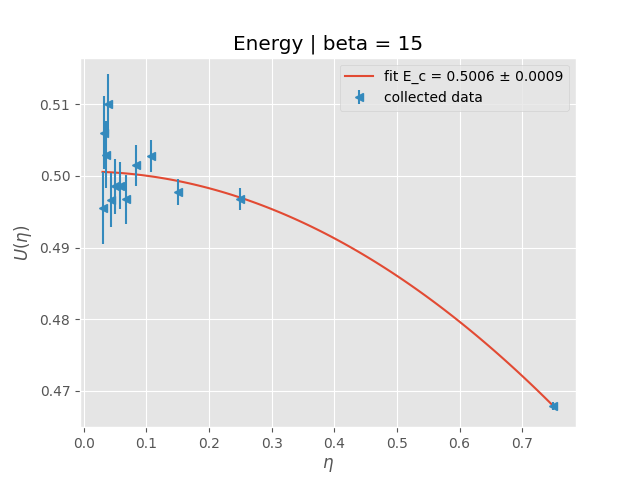 Energy | beta = 15
fit E_c = 0.5006 ± 0.0009
collected data
0.51
0.50
0.49
0.48
0.47
U(η)
0.0 0.1 0.2 0.3 0.4 0.5 0.6 0.7
η